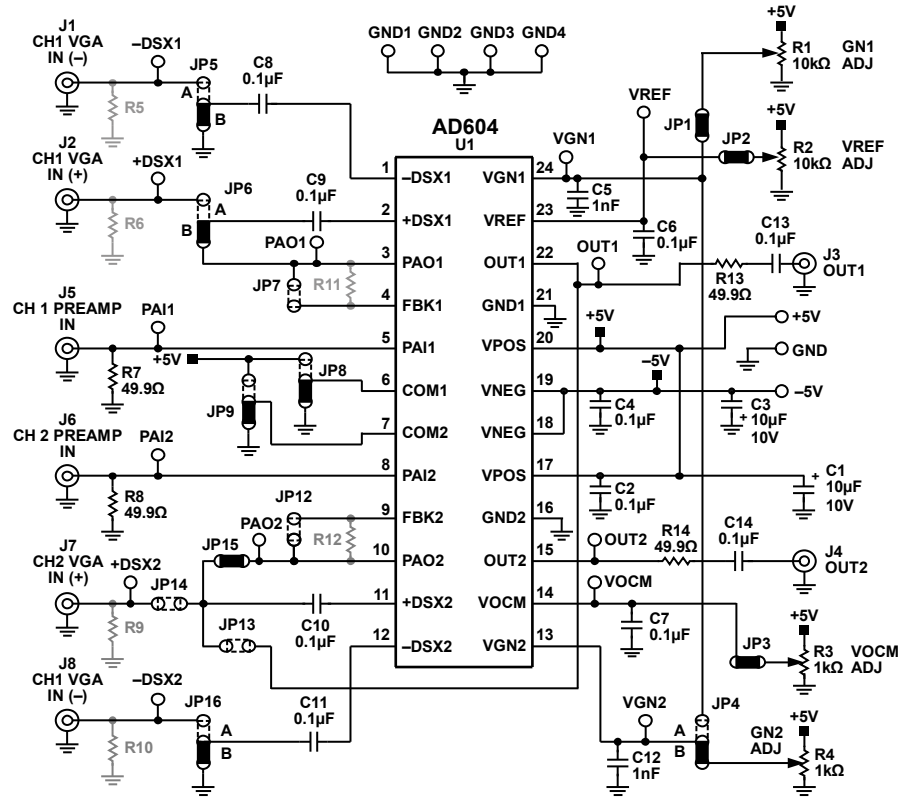 J1
CH1 VGA
IN (–)
–DSX1
JP5
A
B
C8
0.1µF
R5
GND1 GND2 GND3 GND4
+5V
R1
10kΩ
GN1
ADJ
J2
CH1 VGA
IN (+)
+DSX1
JP6
A
B
C9
0.1µF
R6
VREF
JP1
JP2
+5V
R2
10kΩ
VREF
ADJ
AD604
U1
VGN1
C5
1nF
C6
0.1µF
PAO1
JP7
R11
OUT1
R13
49.9Ω
C13
0.1µF
J3
OUT1
1 –DSX1 VGN1 24
2 +DSX1 VREF 23
3 PAO1 OUT1 22
4 FBK1 GND1 21
5 PAI1 VPOS 20
6 COM1 VNEG 19
7 COM2 VNEG 18
8 PAI2 VPOS 17
9 FBK2 GND2 16
10 PAO2 OUT2 15
11 +DSX2 VOCM 14
12 –DSX2 VGN2 13
J5
CH 1 PREAMP
IN
PAI1
R7
49.9Ω
+5V
JP8
JP9
+5V
+5V
GND
–5V
–5V
C4
0.1µF
C3
+
10µF
10V
J6
CH 2 PREAMP
IN
PAI2
R8
49.9Ω
C2
0.1µF
C1
+
10µF
10V
JP12
R12
PAO2
JP15
OUT2
R14
49.9Ω
C14
0.1µF
J4
OUT2
J7
CH2 VGA
IN (+)
+DSX2
JP14
R9
JP13
C10
0.1µF
VOCM
C7
0.1µF
JP3
+5V
R3
1kΩ
VOCM
ADJ
J8
CH1 VGA
IN (–)
–DSX2
JP16
A
B
R10
C11
0.1µF
VGN2
C12
1nF
JP4
A
B
GN2
ADJ
+5V
R4
1kΩ